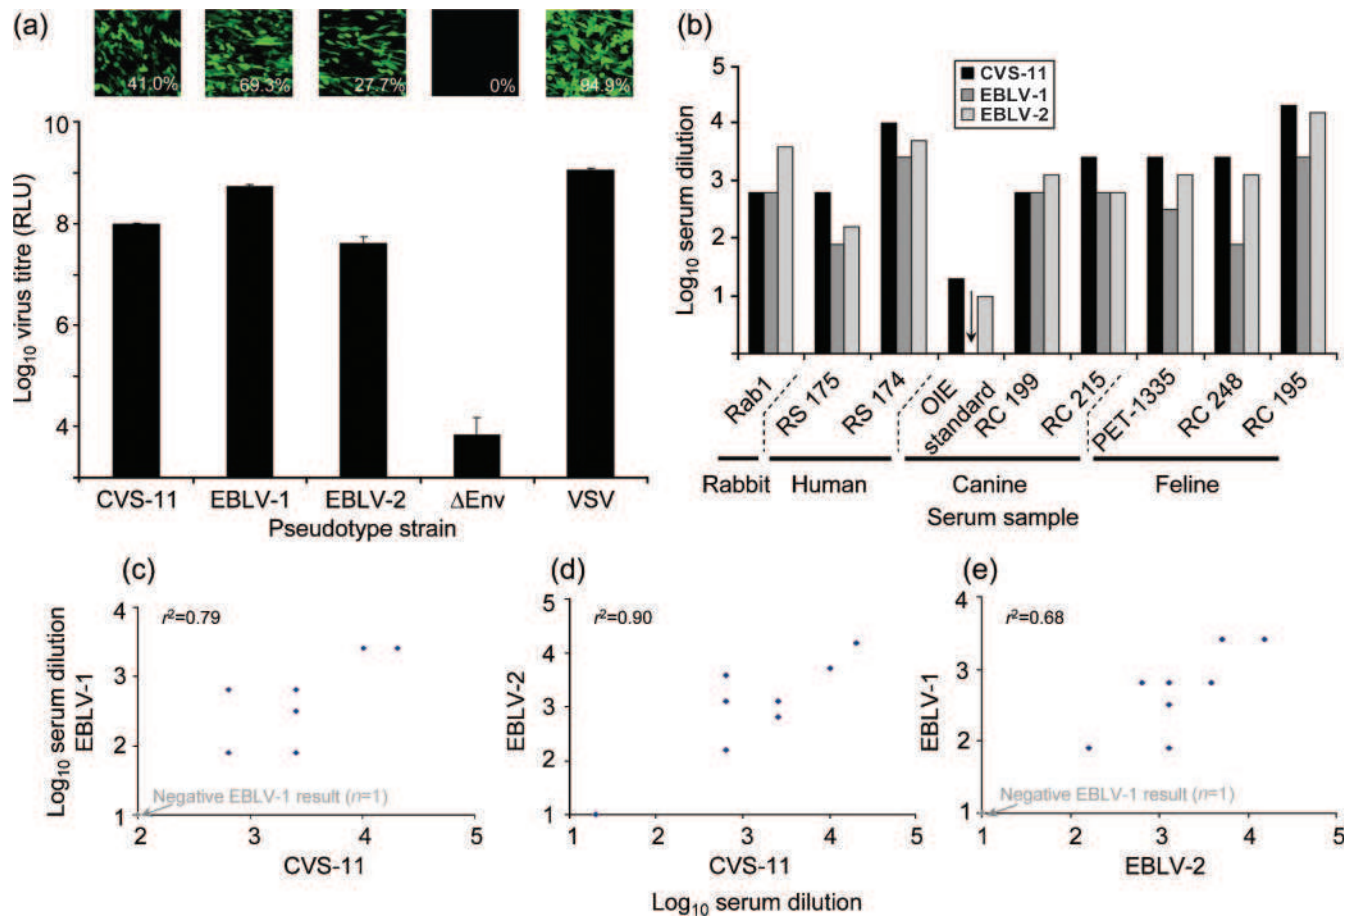 (a)
41.0%
69.3%
27.7%
0%
94.9%
10
8
6
4
Log10 virus titre (RLU)
CVS-11
EBLV-1
EBLV-2
ΔEnv
VSV
Pseudotype strain
(b)
5
4
3
2
1
Log10 serum dilution
CVS-11
EBLV-1
EBLV-2
Rab1
RS 175
RS 174
OIE
standard
RC 199
RC 215
PET-1335
RC 248
RC 195
Rabbit
Human
Canine
Feline
Serum sample
(c)
r²=0.79
4
3
2
1
Log10 serum dilution
EBLV-1
Negative EBLV-1 result (n=1)
2
3
4
5
CVS-11
(d)
r²=0.90
5
4
3
2
1
EBLV-2
1
2
3
4
5
CVS-11
Log10 serum dilution
(e)
r²=0.68
4
3
2
1
EBLV-1
Negative EBLV-1 result (n=1)
1
2
3
4
5
EBLV-2